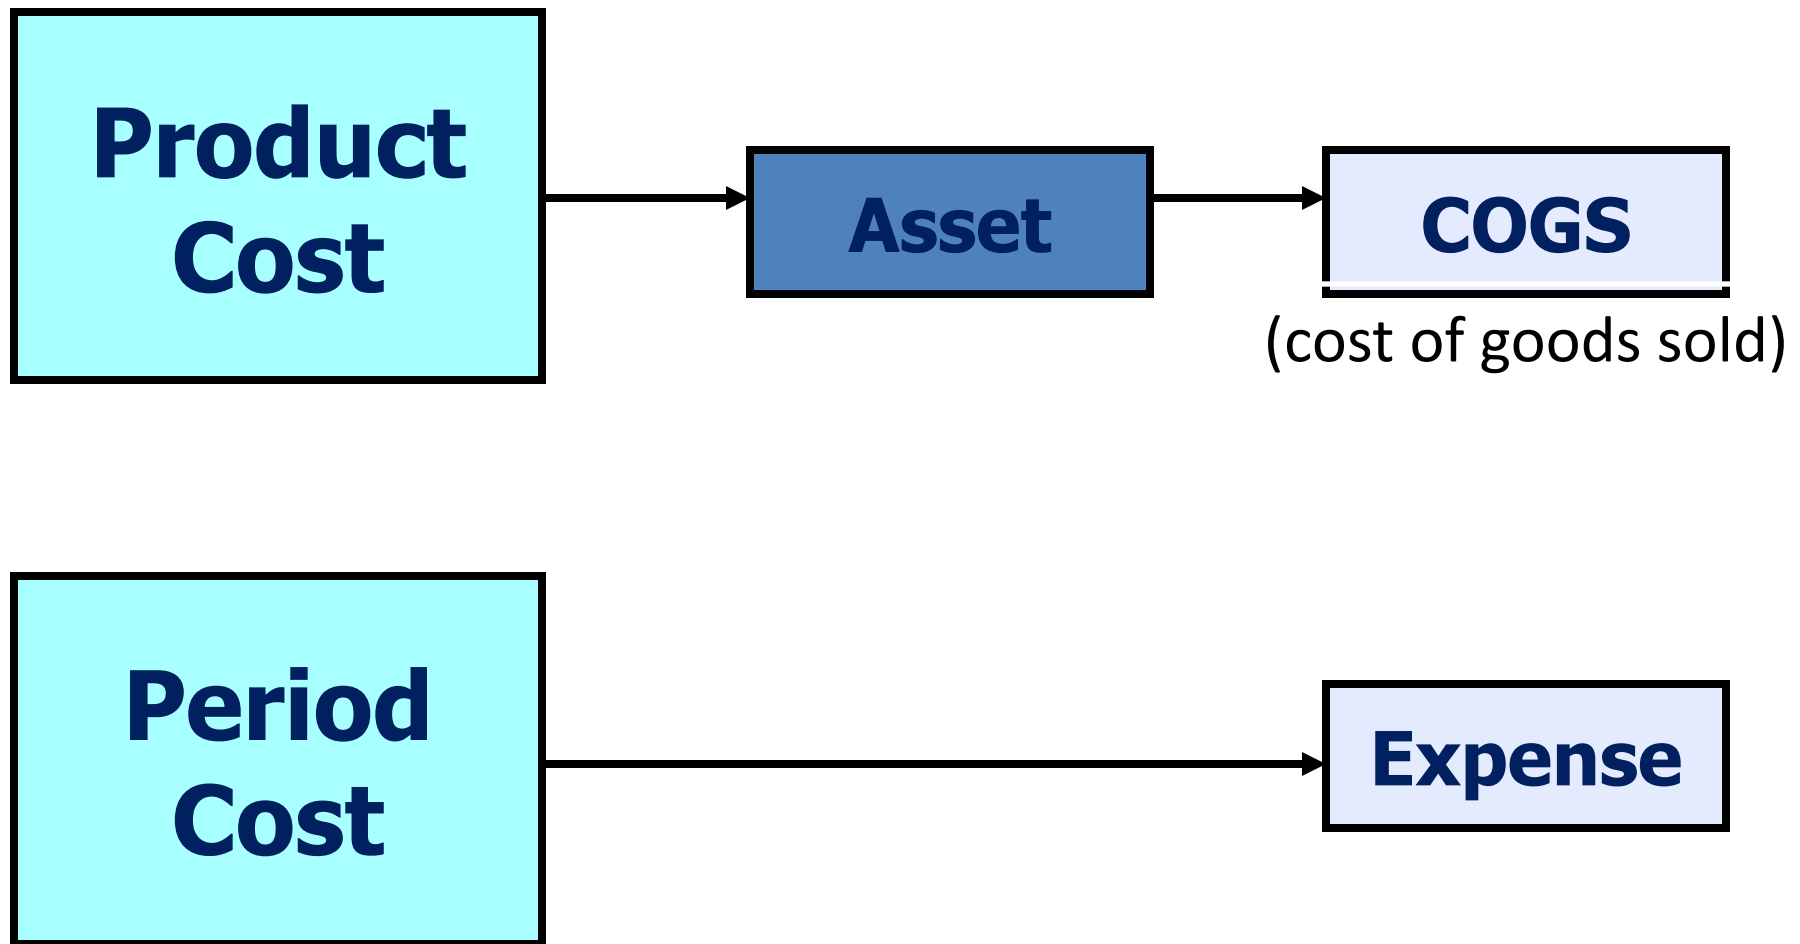 Product
Cost
Asset
COGS
(cost of goods sold)
Period
Cost
Expense